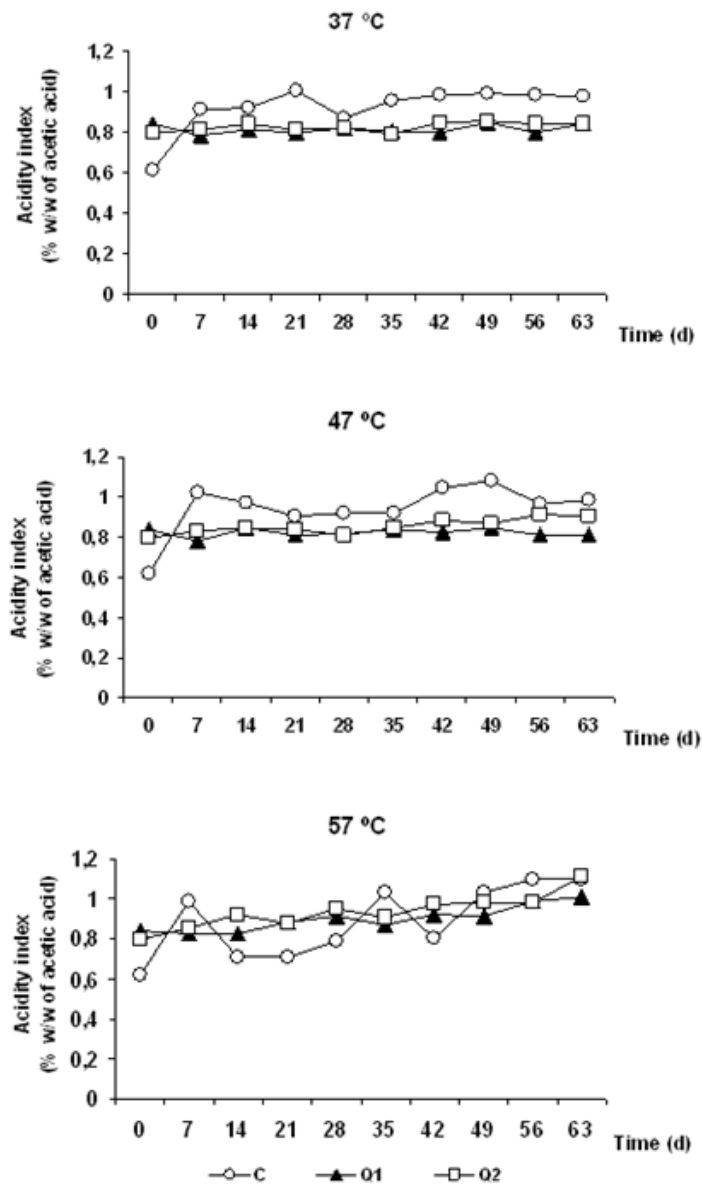 37 °C
Acidity index
(% w/w of acetic acid)
1,2
1
0,8
0,6
0,4
0,2
0
0 7 14 21 28 35 42 49 56 63
Time (d)
47 °C
Acidity index
(% w/w of acetic acid)
1,2
1
0,8
0,6
0,4
0,2
0
0 7 14 21 28 35 42 49 56 63
Time (d)
57 °C
Acidity index
(% w/w of acetic acid)
1,2
1
0,8
0,6
0,4
0,2
0
0 7 14 21 28 35 42 49 56 63
Time (d)
C Q1 Q2